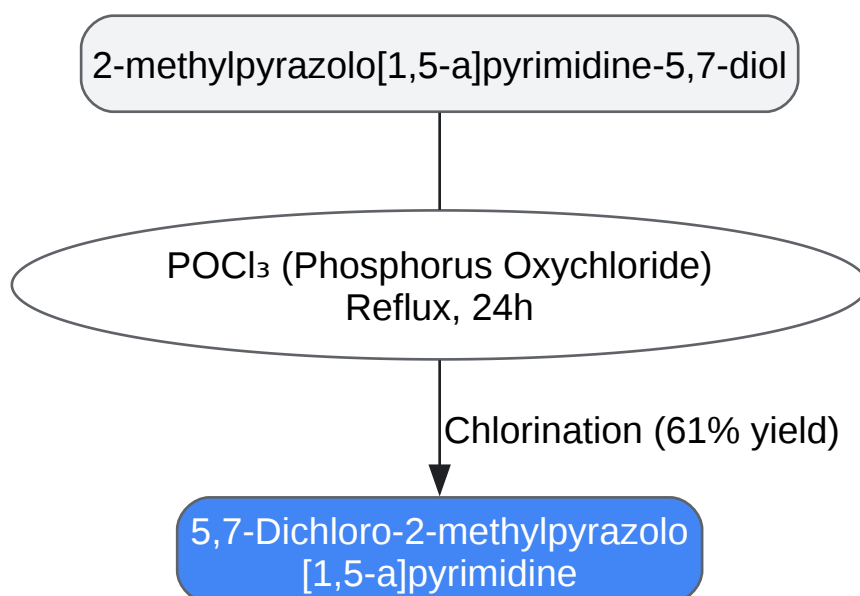 2-methylpyrazolo[1,5-a]pyrimidine-5,7-diol
POCl₃ (Phosphorus Oxychloride)
Reflux, 24h
Chlorination (61% yield)
5,7-Dichloro-2-methylpyrazolo
[1,5-a]pyrimidine